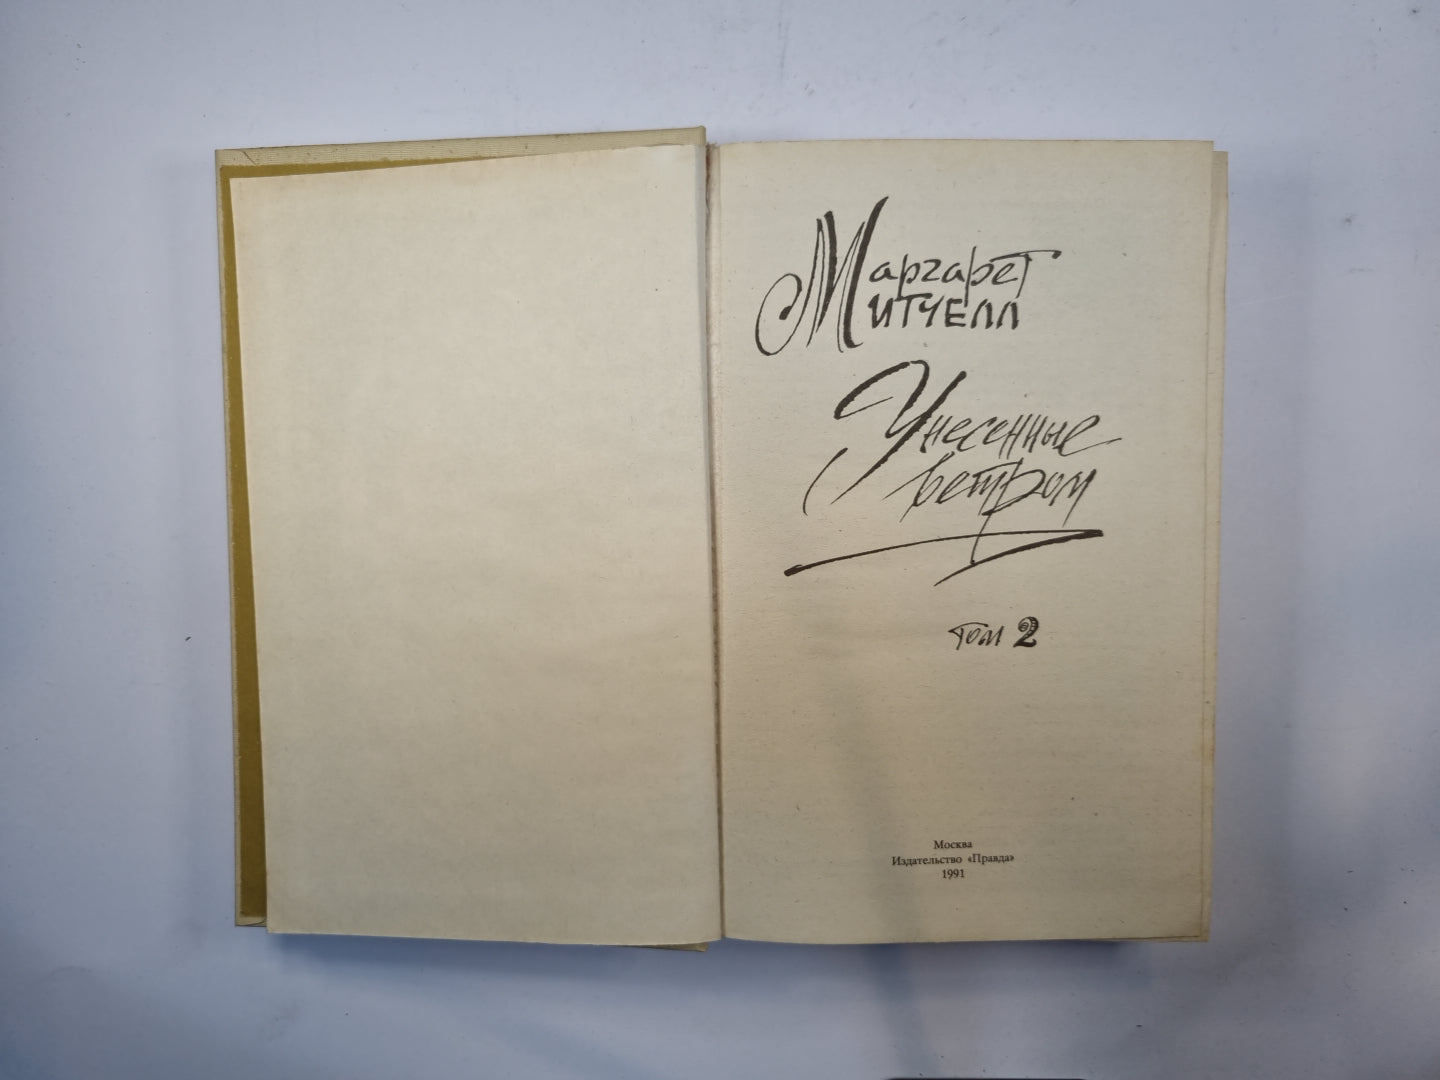 Маргарет
Митчелл
Унесенные
ветром
Том 2
Москва
Издательство «Правда»
1991